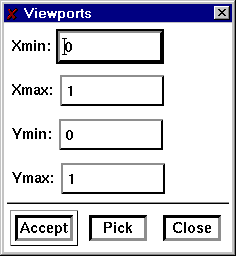 Viewports
Xmin: 0
Xmax: 1
Ymin: 0
Ymax: 1
Accept Pick Close